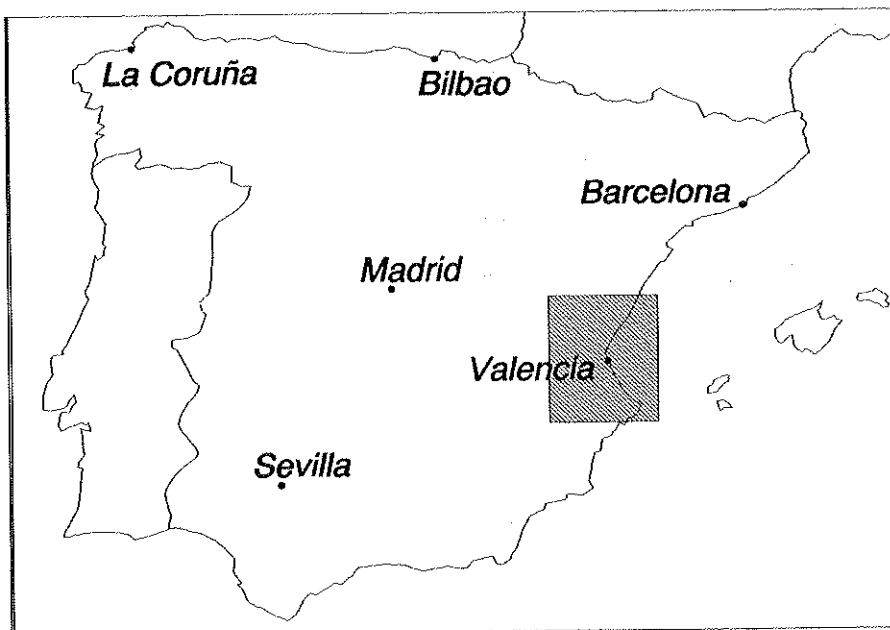 La Coruña
Bilbao
Barcelona
Madrid
Valencia
Sevilla